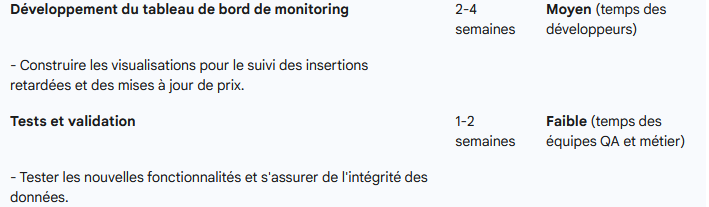 Développement du tableau de bord de monitoring
2-4
semaines
Moyen (temps des
développeurs)
- Construire les visualisations pour le suivi des insertions
retardées et des mises à jour de prix.
Tests et validation
1-2
semaines
Faible (temps des
équipes QA et métier)
- Tester les nouvelles fonctionnalités et s'assurer de l'intégrité des
données.